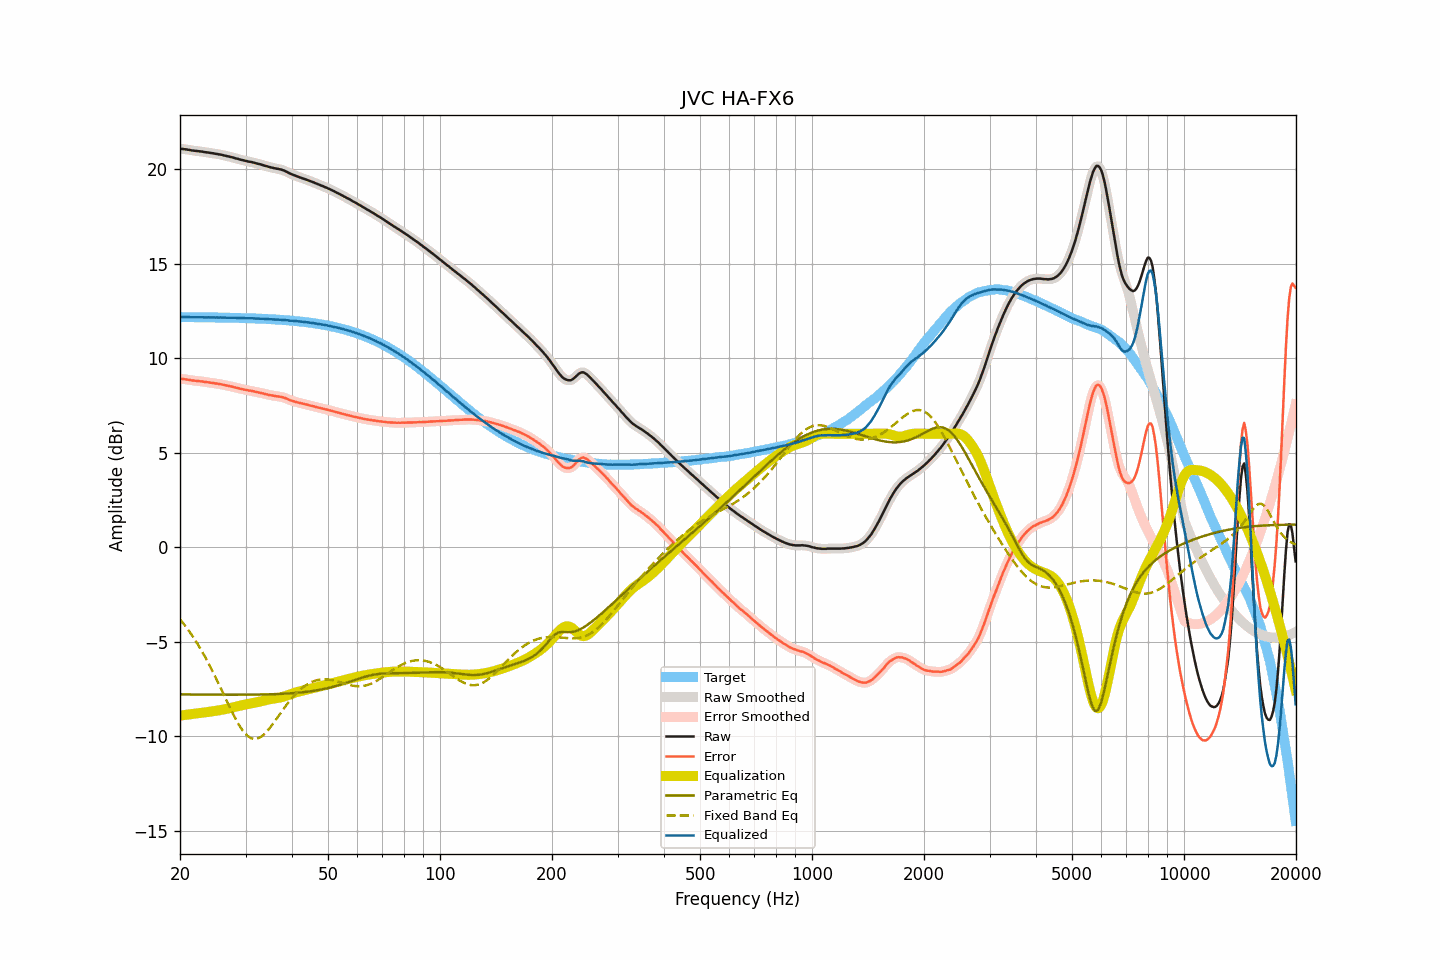 JVC HA-FX6
Amplitude (dBr)
20
15
10
5
0
−5
−10
−15
Target
Raw Smoothed
Error Smoothed
Raw
Error
Equalization
Parametric Eq
Fixed Band Eq
Equalized
20 50 100 200 500 1000 2000 5000 10000 20000
Frequency (Hz)